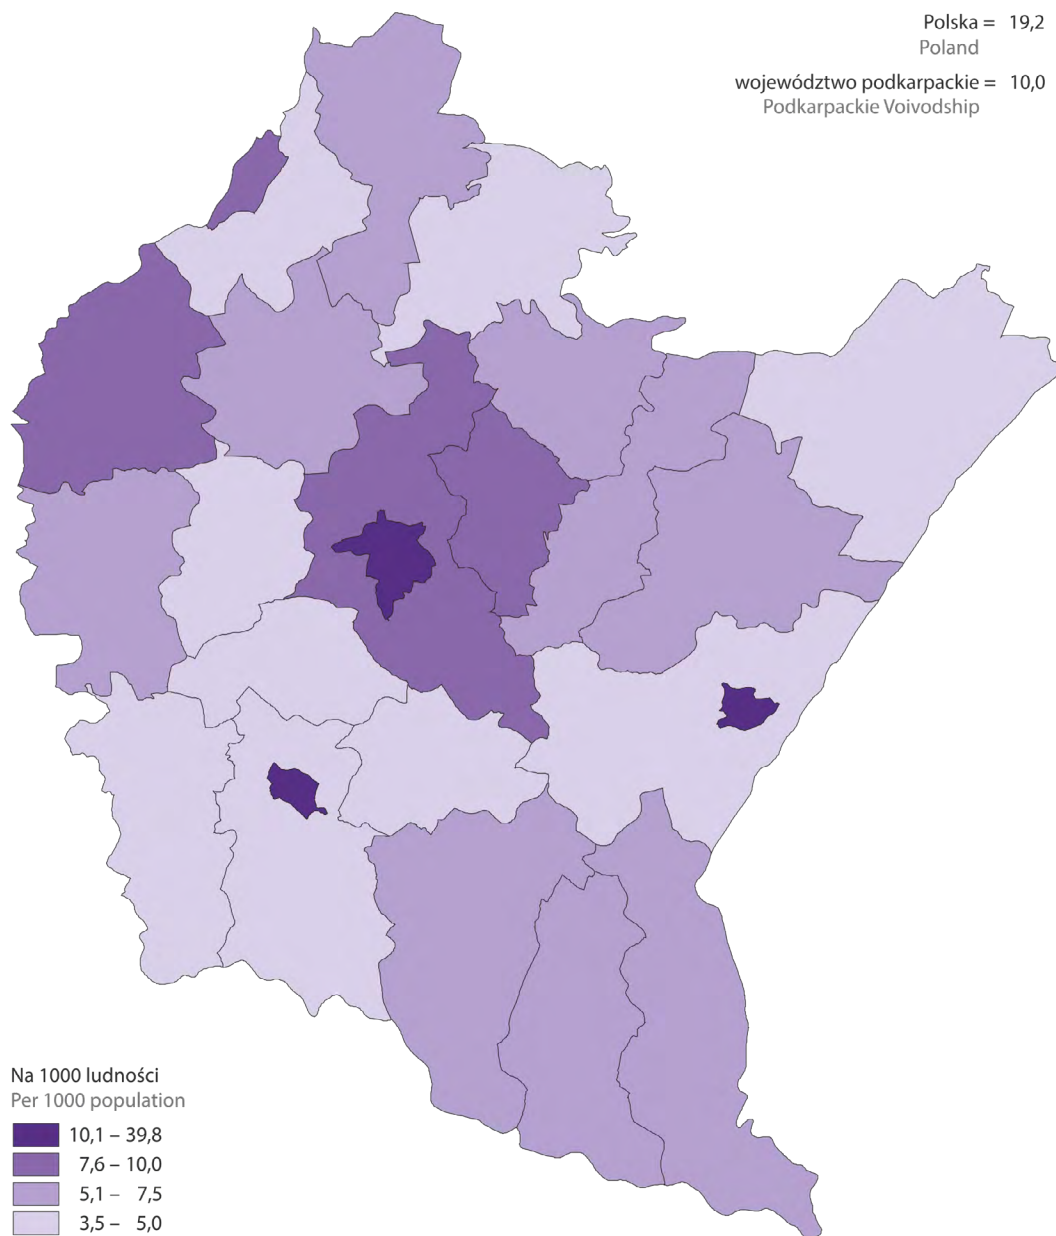 Polska = 19,2
Poland
województwo podkarpackie = 10,0
Podkarpackie Voivodship
Na 1000 ludności
Per 1000 population
10,1 – 39,8
7,6 – 10,0
5,1 – 7,5
3,5 – 5,0